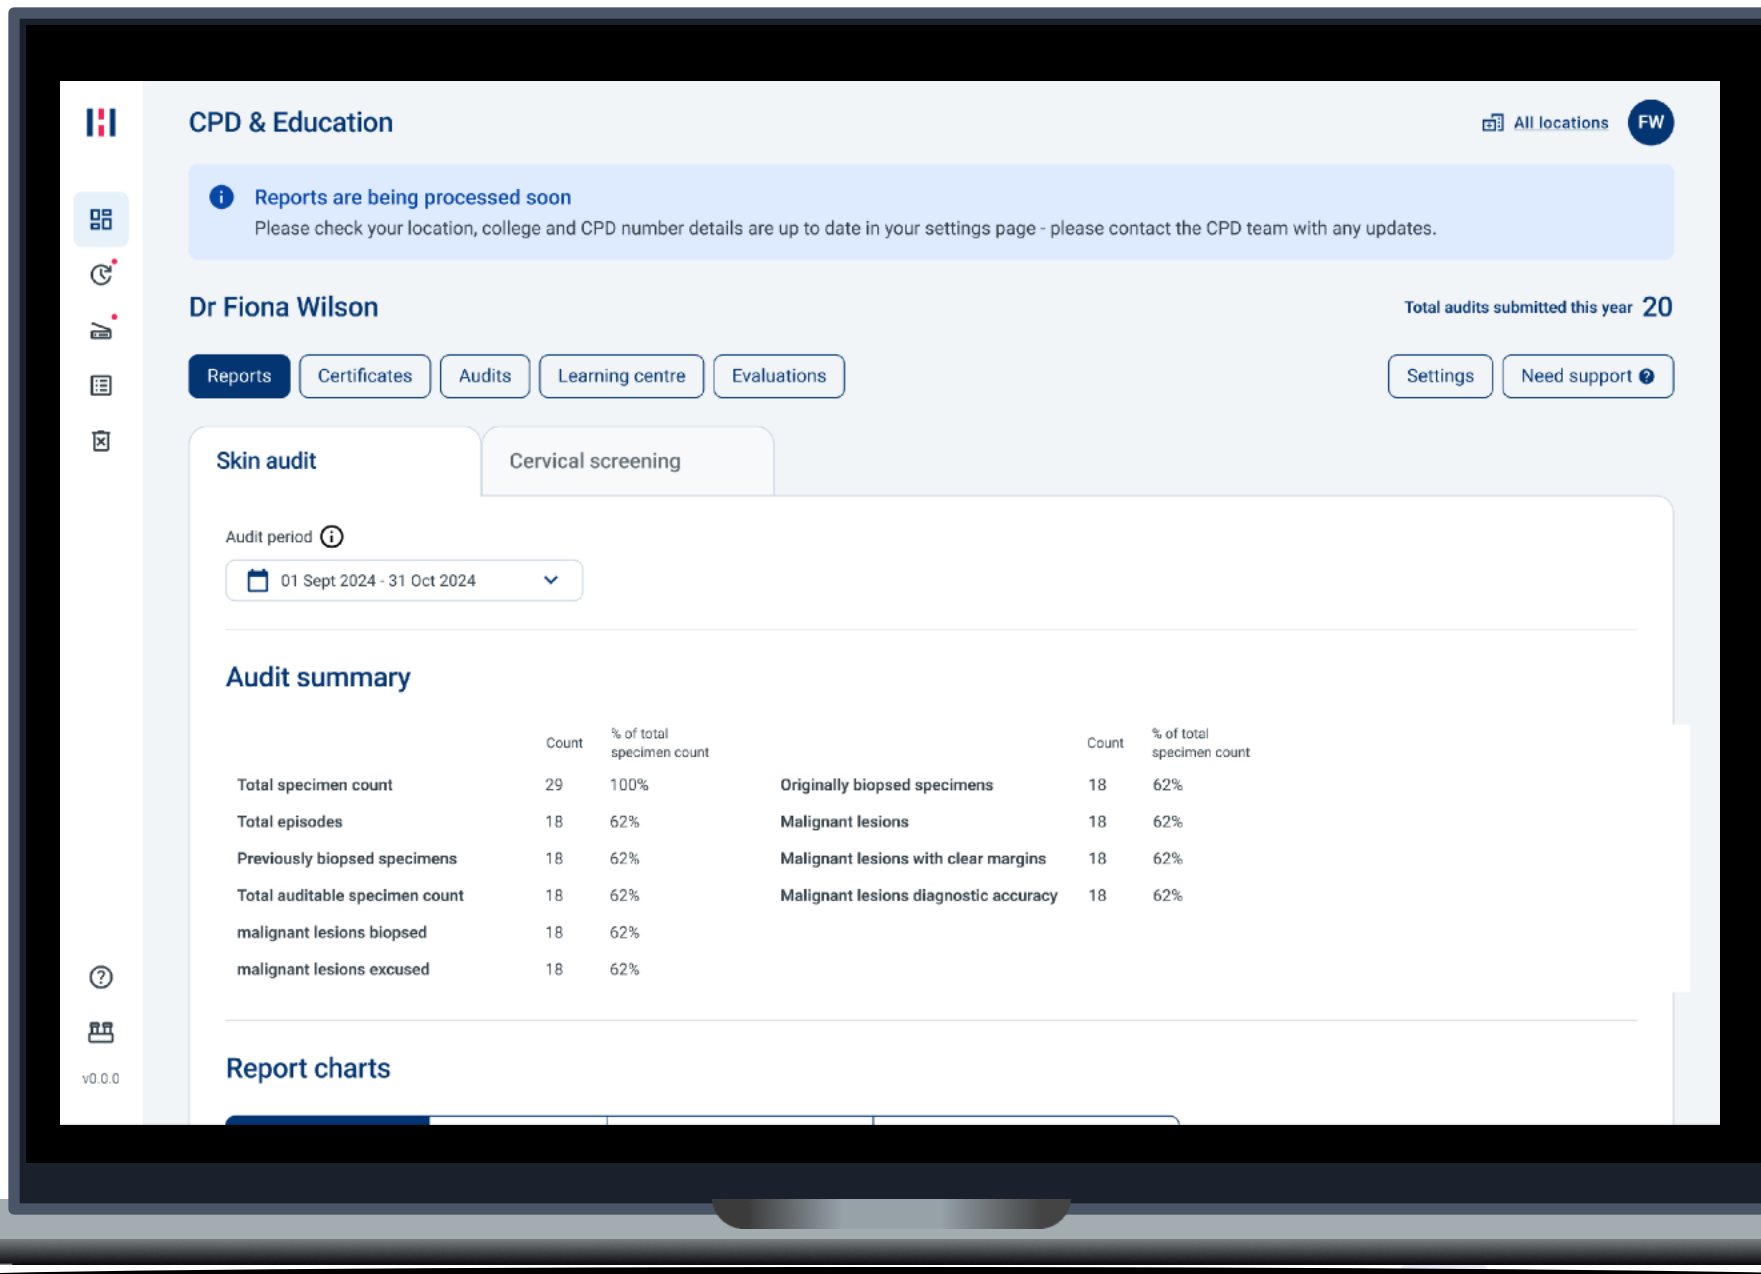 CPD & Education
All locations
FW
Reports are being processed soon
Please check your location, college and CPD number details are up to date in your settings page - please contact the CPD team with any updates.
Dr Fiona Wilson
Total audits submitted this year 20
Reports
Certificates
Audits
Learning centre
Evaluations
Settings
Need support
Skin audit
Cervical screening
Audit period
01 Sept 2024 - 31 Oct 2024
Audit summary
Count
% of total
specimen count
Count
% of total
specimen count
Total specimen count 29 100% Originally biopsed specimens 18 62%
Total episodes 18 62% Malignant lesions 18 62%
Previously biopsed specimens 18 62% Malignant lesions with clear margins 18 62%
Total auditable specimen count 18 62% Malignant lesions diagnostic accuracy 18 62%
malignant lesions biopsed 18 62%
malignant lesions excused 18 62%
v0.0.0
Report charts